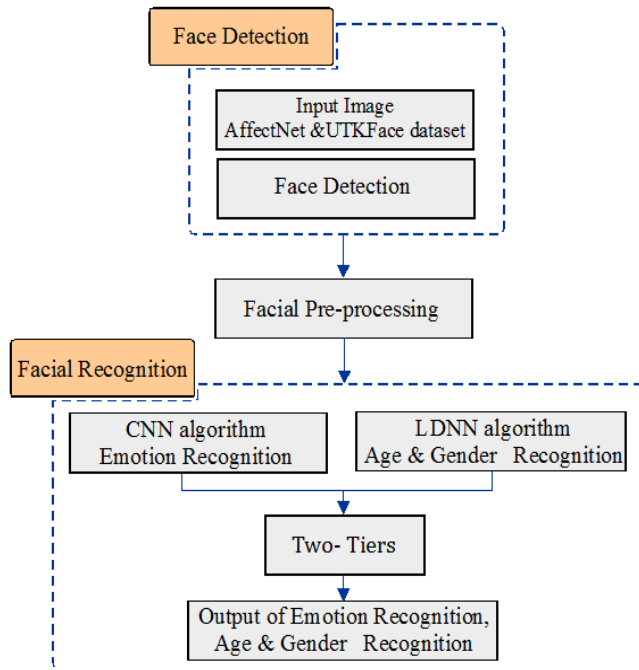 Face Detection
Input Image
AffectNet &UTKFace dataset
Face Detection
Facial Pre-processing
Facial Recognition
CNN algorithm
Emotion Recognition
LDNN algorithm
Age & Gender Recognition
Two- Tiers
Output of Emotion Recognition,
Age & Gender Recognition